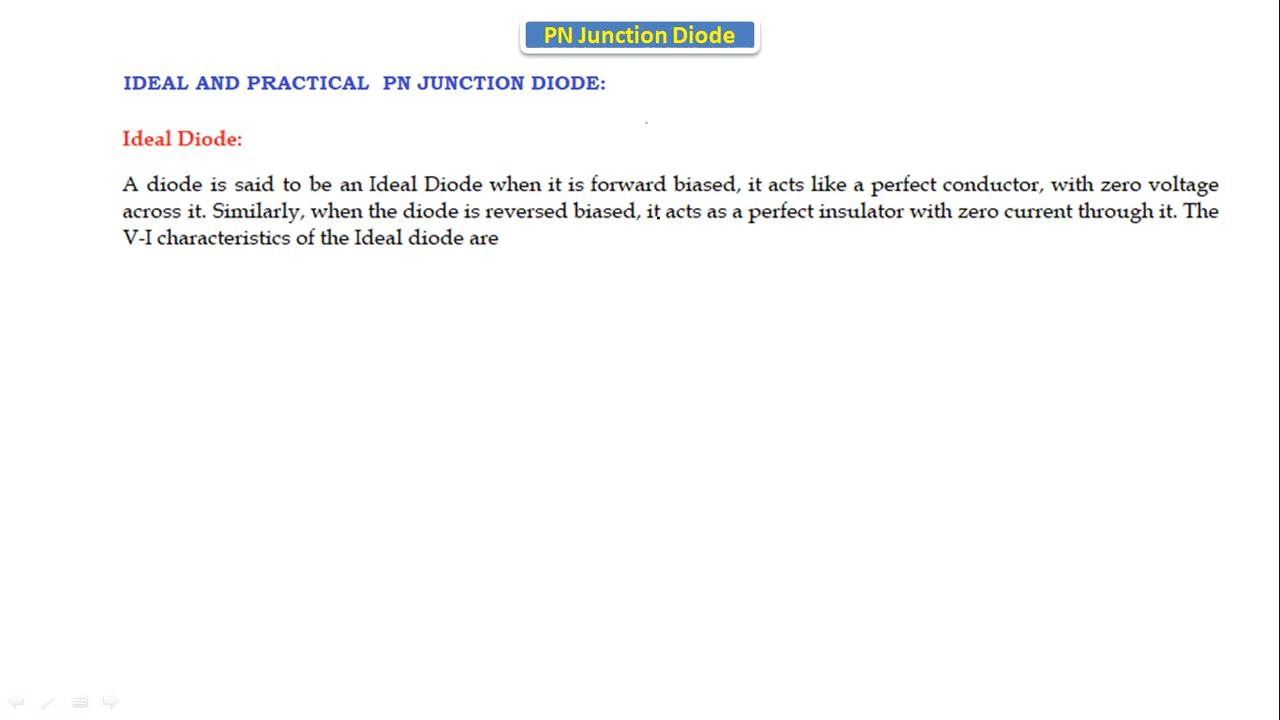 PN Junction Diode
IDEAL AND PRACTICAL PN JUNCTION DIODE:
Ideal Diode:
A diode is said to be an Ideal Diode when it is forward biased, it acts like a perfect conductor, with zero voltage
across it. Similarly, when the diode is reversed biased, it acts as a perfect insulator with zero current through it. The
V-I characteristics of the Ideal diode are